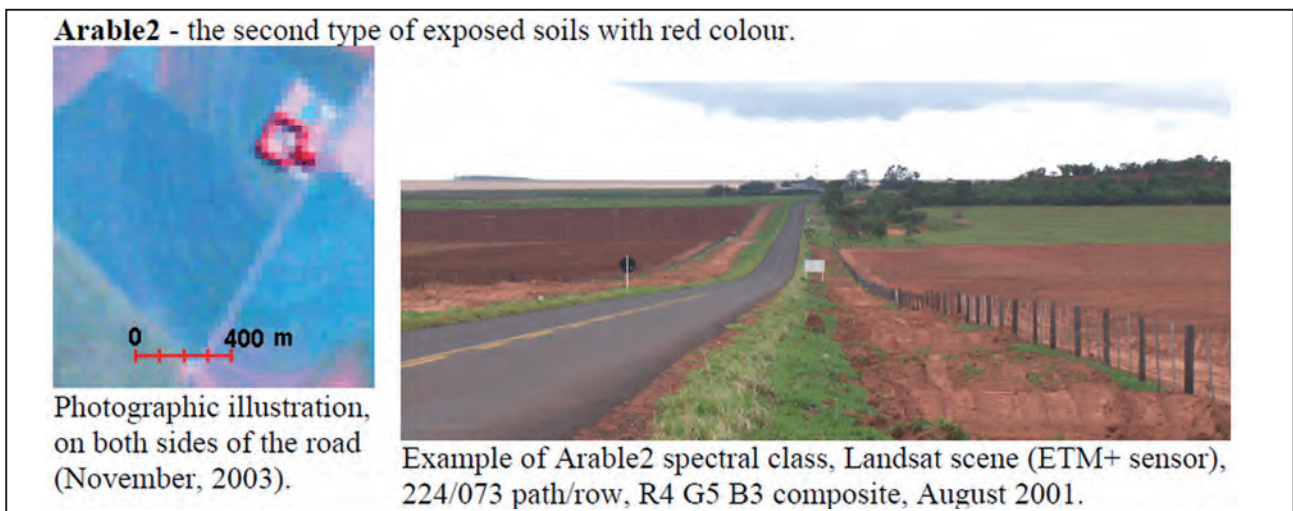 Arable2 - the second type of exposed soils with red colour.
0 400 m
Photographic illustration,
on both sides of the road
(November, 2003).
Example of Arable2 spectral class, Landsat scene (ETM+ sensor),
224/073 path/row, R4 G5 B3 composite, August 2001.